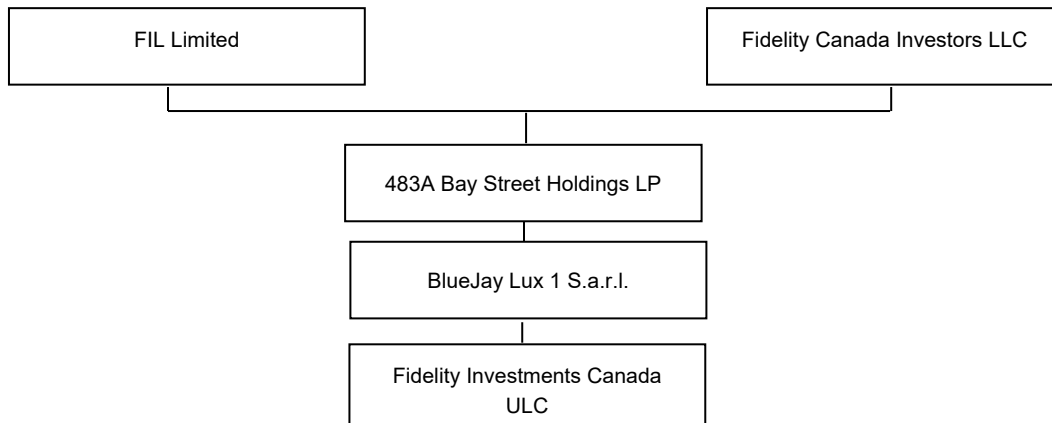 FIL Limited
Fidelity Canada Investors LLC
483A Bay Street Holdings LP
BlueJay Lux 1 S.a.r.l.
Fidelity Investments Canada
ULC